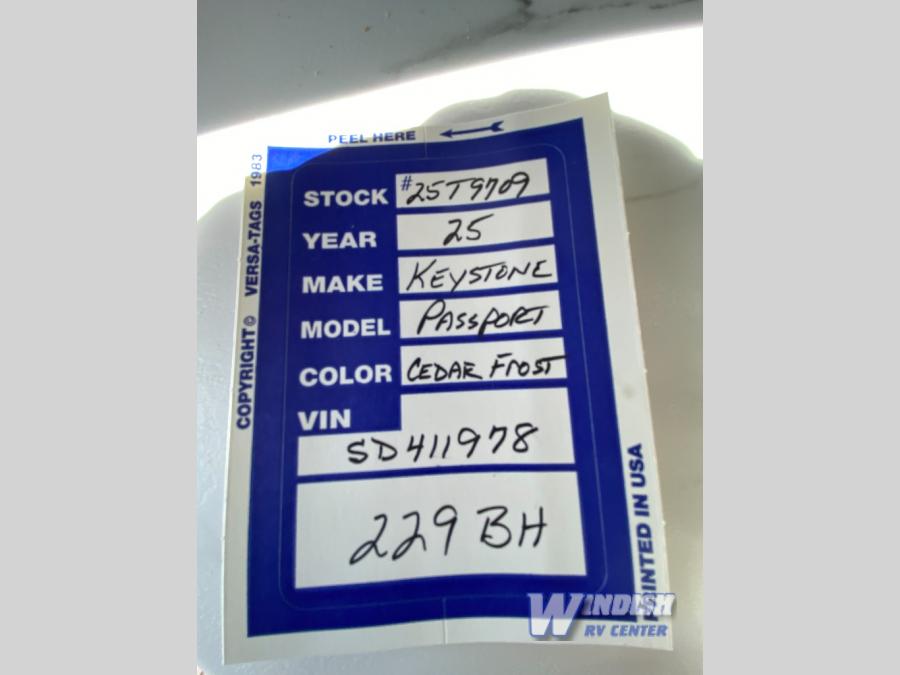 PEEL HERE
STOCK #25T9709
YEAR 25
MAKE KEYSTONE
MODEL PASSPORT
COLOR CEDAR FROST
VIN
SD411978
229 BH
COPYRIGHT © VERSA-TAGS 1983
PRINTED IN USA
WINDISH
RV CENTER